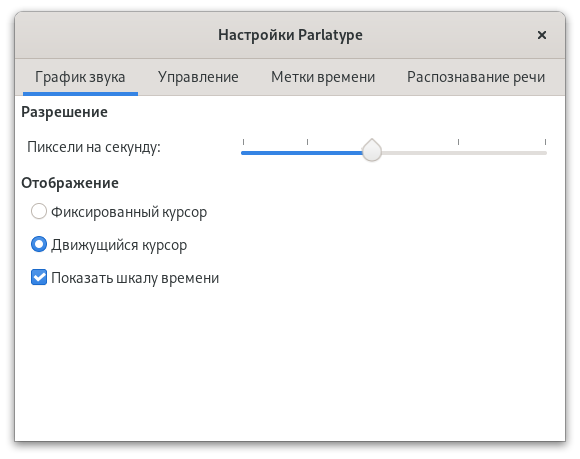 Настройки Parlatype
График звука Управление Метки времени Распознавание речи
Разрешение
Пиксели на секунду:
Отображение
Фиксированный курсор
Движущийся курсор
Показать шкалу времени